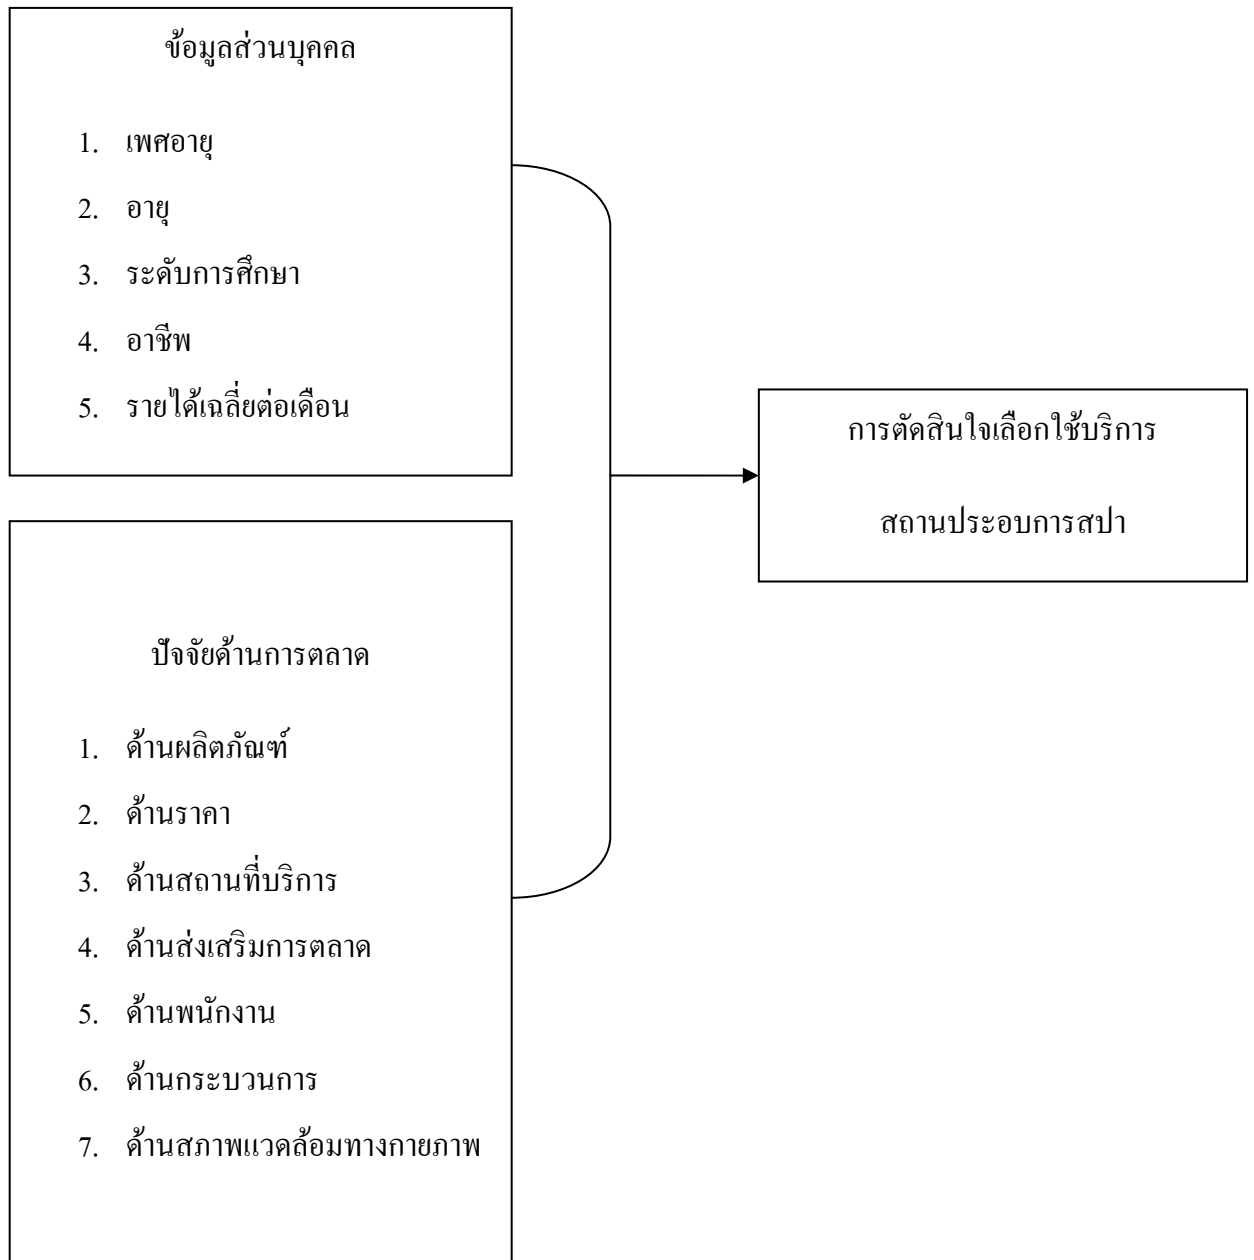 ข้อมูลส่วนบุคคล
1. เพศอายุ
2. อายุ
3. ระดับการศึกษา
4. อาชีพ
5. รายได้เฉลี่ยต่อเดือน
ปัจจัยด้านการตลาด
1. ด้านผลิตภัณฑ์
2. ด้านราคา
3. ด้านสถานที่บริการ
4. ด้านส่งเสริมการตลาด
5. ด้านพนักงาน
6. ด้านกระบวนการ
7. ด้านสภาพแวดล้อมทางกายภาพ
การตัดสินใจเลือกใช้บริการ
สถานประอบการสปา